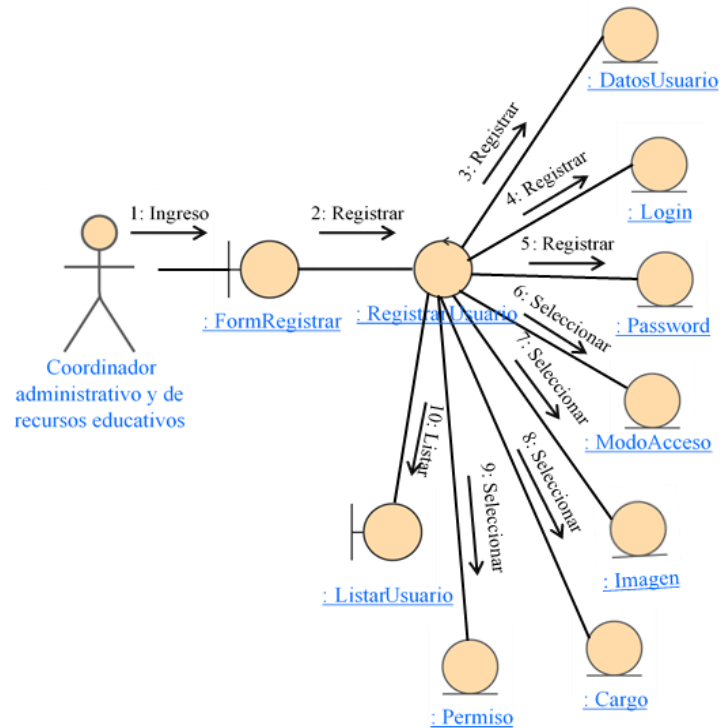 : DatosUsuario
3: Registrar
4: Registrar
: Login
1: Ingreso
2: Registrar
5: Registrar
: FormRegistrar
: RegistrarUsuario
: Password
6: Seleccionar
7: Seleccionar
Coordinador
administrativo y de
recursos educativos
: ModoAcceso
10: Listar
8: Seleccionar
9: Seleccionar
: Imagen
: ListarUsuario
: Cargo
: Permiso